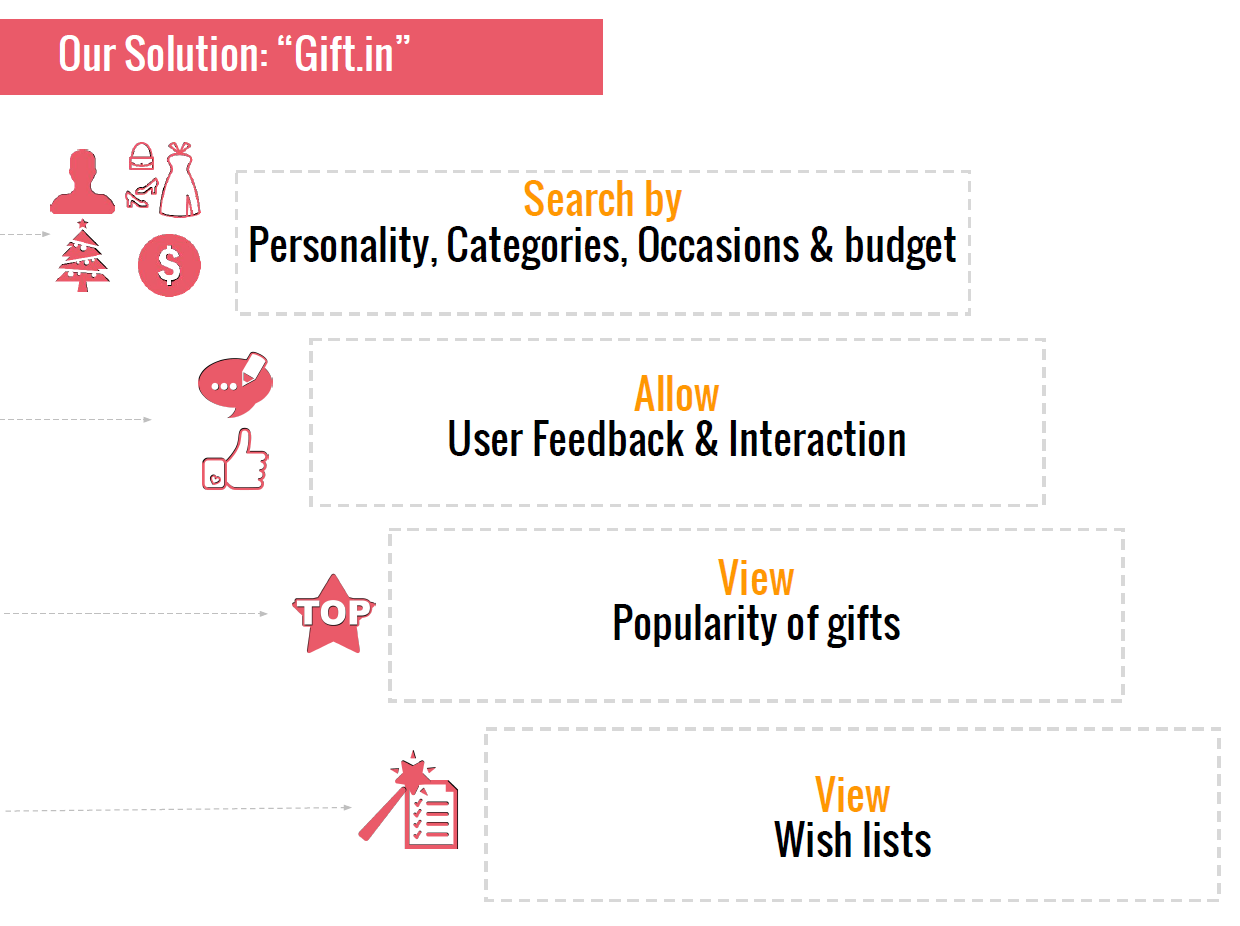 Our Solution: “Gift.in”
Search by
Personality, Categories, Occasions & budget
$
Allow
User Feedback & Interaction
TOP
View
Popularity of gifts
View
Wish lists